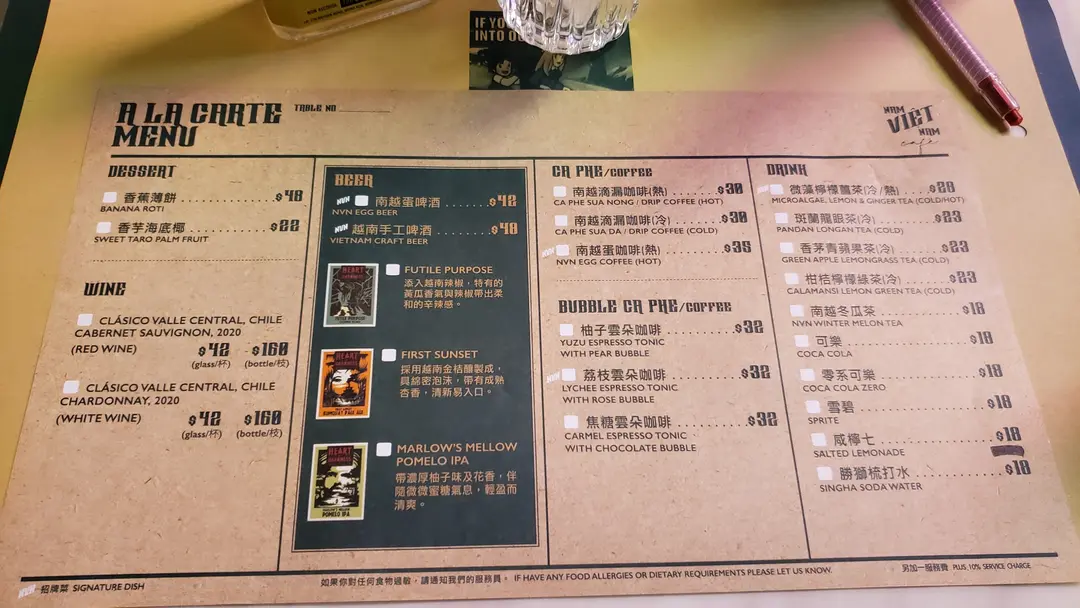 IF YO
INTO OU
A LA CARTE
MENU
TABLE NO
NAM
VIỆT
NAM
cafe
DESSERT
香蕉薄餅 ........ $48
BANANA ROTI
香芋海底椰 ........ $22
SWEET TARO PALM FRUIT
WINE
CLÁSICO VALLE CENTRAL, CHILE
CABERNET SAUVIGNON, 2020
(RED WINE) $42 $160
(glass/杯) (bottle/枝)
CLÁSICO VALLE CENTRAL, CHILE
CHARDONNAY, 2020
(WHITE WINE) $42 $160
(glass/杯) (bottle/枝)
BEER
NVN 南越蛋啤酒 ....... $42
NVN EGG BEER
NVN 越南手工啤酒 ........ $48
VIETNAM CRAFT BEER
HEART
FUTILE PURPOSE
添入越南辣椒，特有的
黃瓜香氣與辣椒帶出柔
和的辛辣感。
HEART
FIRST SUNSET
採用越南金桔釀製成，
具綿密泡沫，帶有成熟
杏香，清新易入口。
HEART
POMELO IPA
MARLOW'S MELLOW
POMELO IPA
帶濃厚柚子味及花香，伴
隨微微蜜糖氣息，輕盈而
清爽。
CA PHE/COFFEE
南越滴漏咖啡(熱) ....... $30
CA PHE SUA NONG / DRIP COFFEE (HOT)
南越滴漏咖啡(冷) ....... $30
CA PHE SUA DA / DRIP COFFEE (COLD)
南越蛋咖啡(熱) ........ $35
NVN EGG COFFEE (HOT)
BUBBLE CA PHE/COFFEE
柚子雲朵咖啡 ......... $32
YUZU ESPRESSO TONIC
WITH PEAR BUBBLE
荔枝雲朵咖啡 ......... $32
LYCHEE ESPRESSO TONIC
WITH ROSE BUBBLE
焦糖雲朵咖啡 ......... $32
CARMEL ESPRESSO TONIC
WITH CHOCOLATE BUBBLE
DRINK
微藻檸檬薑茶(冷/熱) ...... $28
MICROALGAE, LEMON & GINGER TEA (COLD/HOT)
斑蘭龍眼茶(冷) ........ $23
PANDAN LONGAN TEA (COLD)
香茅青蘋果茶(冷) ....... $23
GREEN APPLE LEMONGRASS TEA (COLD)
柑桔檸檬綠茶(冷) ....... $23
CALAMANSI LEMON GREEN TEA (COLD)
南越冬瓜茶 .......... $18
NVN WINTER MELON TEA
可樂 .............. $18
COCA COLA
零系可樂 ............ $18
COCA COLA ZERO
雪碧 .............. $18
SPRITE
咸檸七 ............. $18
SALTED LEMONADE
勝獅梳打水 .......... $18
SINGHA SODA WATER
NVN 招牌菜 SIGNATURE DISH
如果你對任何食物過敏，請通知我們的服務員。 IF HAVE ANY FOOD ALLERGIES OR DIETARY REQUIREMENTS PLEASE LET US KNOW.
另加一服務費 PLUS 10% SERVICE CHARGE